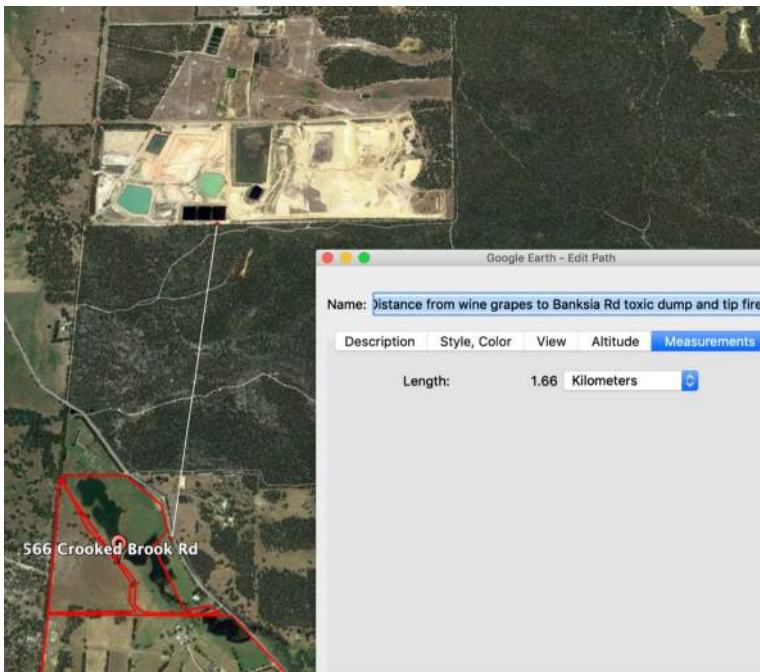 Google Earth - Edit Path
Name: Distance from wine grapes to Banksia Rd toxic dump and tip fire
Description Style, Color View Altitude Measurements
Length: 1.66 Kilometers
566 Crooked Brook Rd